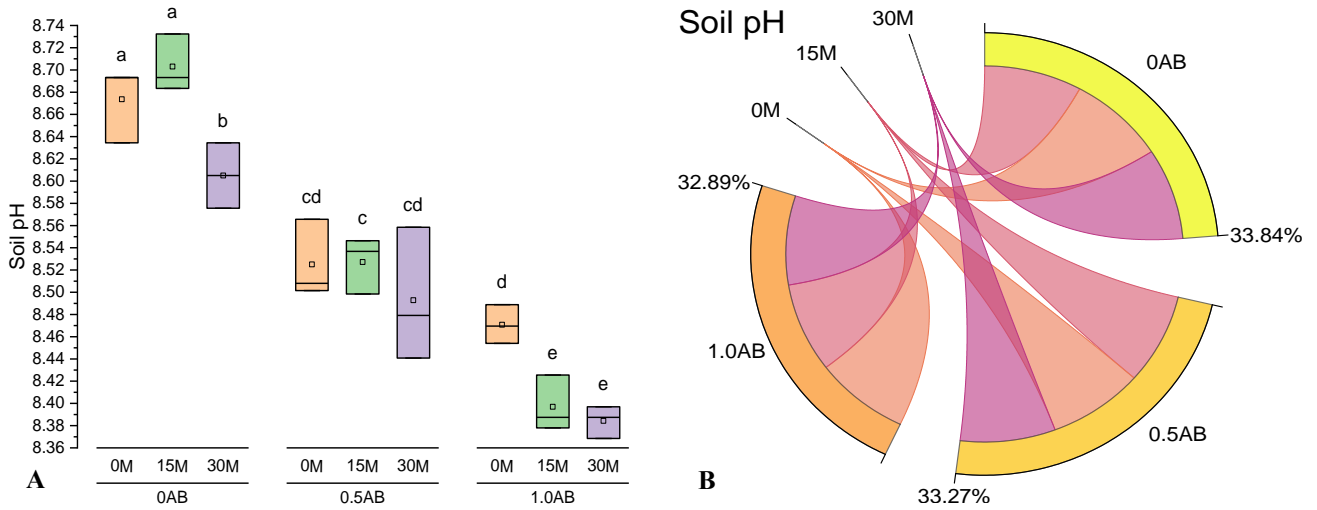 Soil pH
8.74
8.72
8.70
8.68
8.66
8.64
8.62
8.60
8.58
8.56
8.54
8.52
8.50
8.48
8.46
8.44
8.42
8.40
8.38
8.36
a
a
b
cd
c
cd
d
e
e
0M 15M 30M 0M 15M 30M 0M 15M 30M
0AB 0.5AB 1.0AB
A
Soil pH
30M
15M
0M
0AB
32.89%
33.84%
1.0AB
0.5AB
33.27%
B